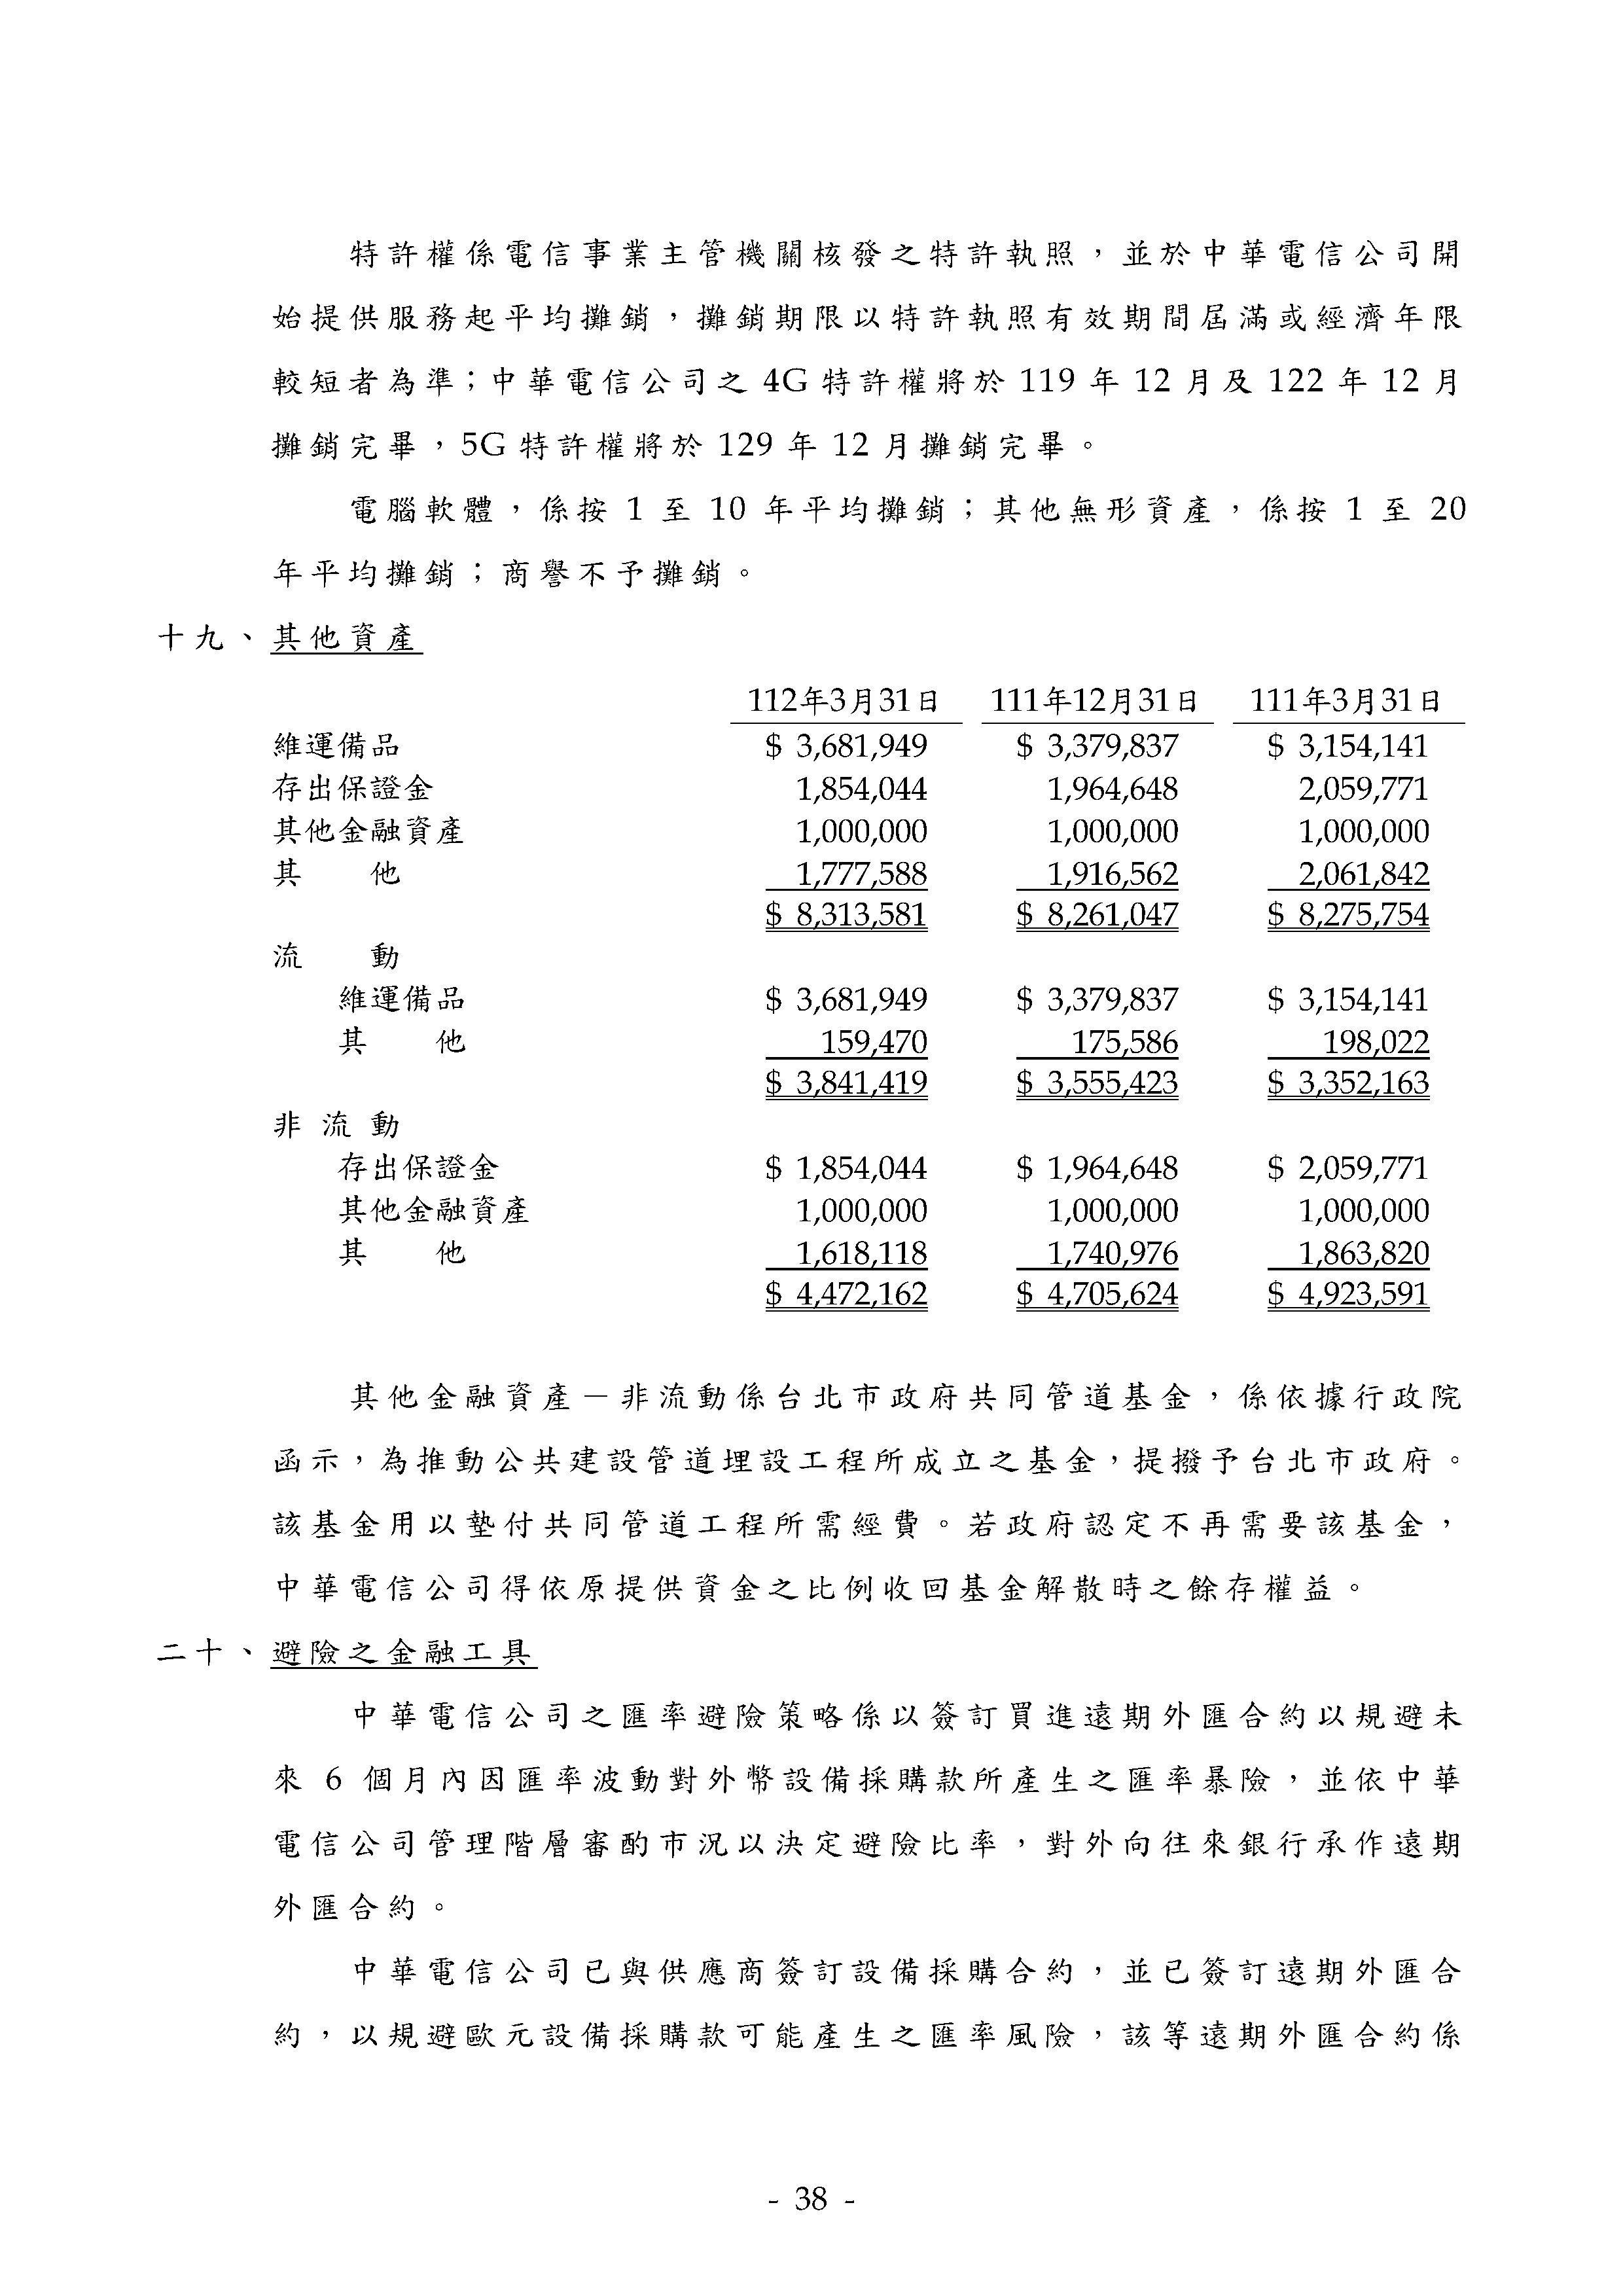 特許權係電信事業主管機關核發之特許執照，並於中華電信公司開
始提供服務起平均攤銷，攤銷期限以特許執照有效期間屆滿或經濟年限
較短者為準；中華電信公司之 4G 特許權將於 119 年 12 月及 122 年 12 月
攤銷完畢，5G 特許權將於 129 年 12 月攤銷完畢。
電腦軟體，係按 1 至 10 年平均攤銷；其他無形資產，係按 1 至 20
年平均攤銷；商譽不予攤銷。
十九、其他資產
112年3月31日 111年12月31日 111年3月31日
維運備品 $ 3,681,949 $ 3,379,837 $ 3,154,141
存出保證金 1,854,044 1,964,648 2,059,771
其他金融資產 1,000,000 1,000,000 1,000,000
其 他 1,777,588 1,916,562 2,061,842
$ 8,313,581 $ 8,261,047 $ 8,275,754
流 動
維運備品 $ 3,681,949 $ 3,379,837 $ 3,154,141
其 他 159,470 175,586 198,022
$ 3,841,419 $ 3,555,423 $ 3,352,163
非 流 動
存出保證金 $ 1,854,044 $ 1,964,648 $ 2,059,771
其他金融資產 1,000,000 1,000,000 1,000,000
其 他 1,618,118 1,740,976 1,863,820
$ 4,472,162 $ 4,705,624 $ 4,923,591
其他金融資產－非流動係台北市政府共同管道基金，係依據行政院
函示，為推動公共建設管道埋設工程所成立之基金，提撥予台北市政府。
該基金用以墊付共同管道工程所需經費。若政府認定不再需要該基金，
中華電信公司得依原提供資金之比例收回基金解散時之餘存權益。
二十、避險之金融工具
中華電信公司之匯率避險策略係以簽訂買進遠期外匯合約以規避未
來 6 個月內因匯率波動對外幣設備採購款所產生之匯率暴險，並依中華
電信公司管理階層審酌市況以決定避險比率，對外向往來銀行承作遠期
外匯合約。
中華電信公司已與供應商簽訂設備採購合約，並已簽訂遠期外匯合
約，以規避歐元設備採購款可能產生之匯率風險，該等遠期外匯合約係
- 38 -